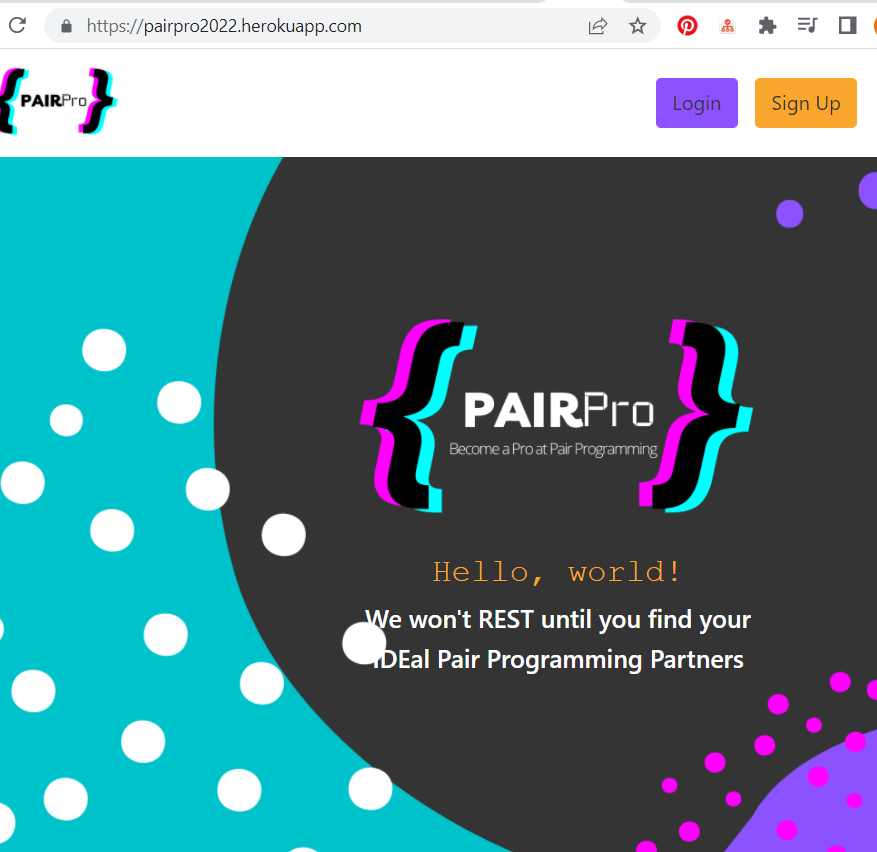 https://pairpro2022.herokuapp.com
{PAIRPro}
Login
Sign Up
{PAIRPro}
Become a Pro at Pair Programming
Hello, world!
We won't REST until you find your
IDEal Pair Programming Partners